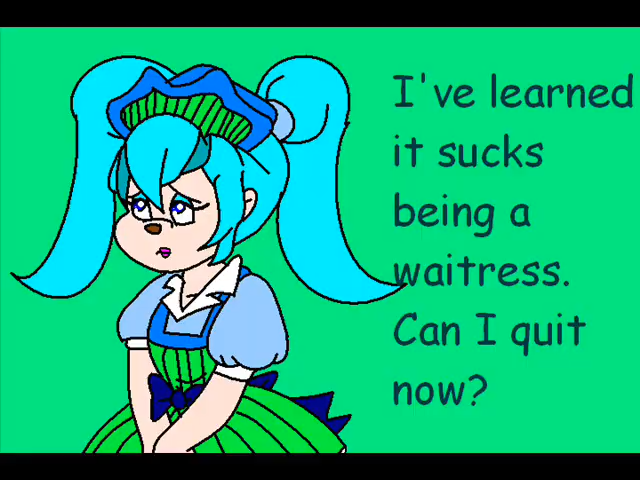 I've learned
it sucks
being a
waitress.
Can I quit
now?